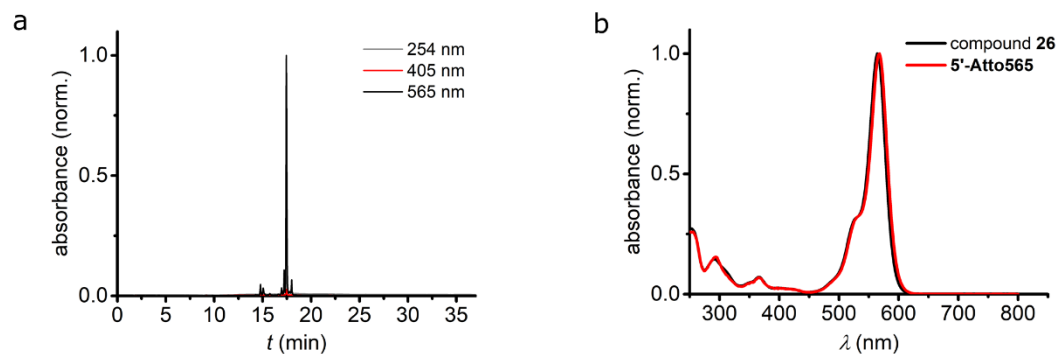 a
254 nm
405 nm
565 nm
absorbance (norm.)
1.0
0.5
0.0
0 5 10 15 20 25 30 35
t (min)
b
compound 26
5'-Atto565
absorbance (norm.)
1.0
0.5
0.0
300 400 500 600 700 800
λ (nm)